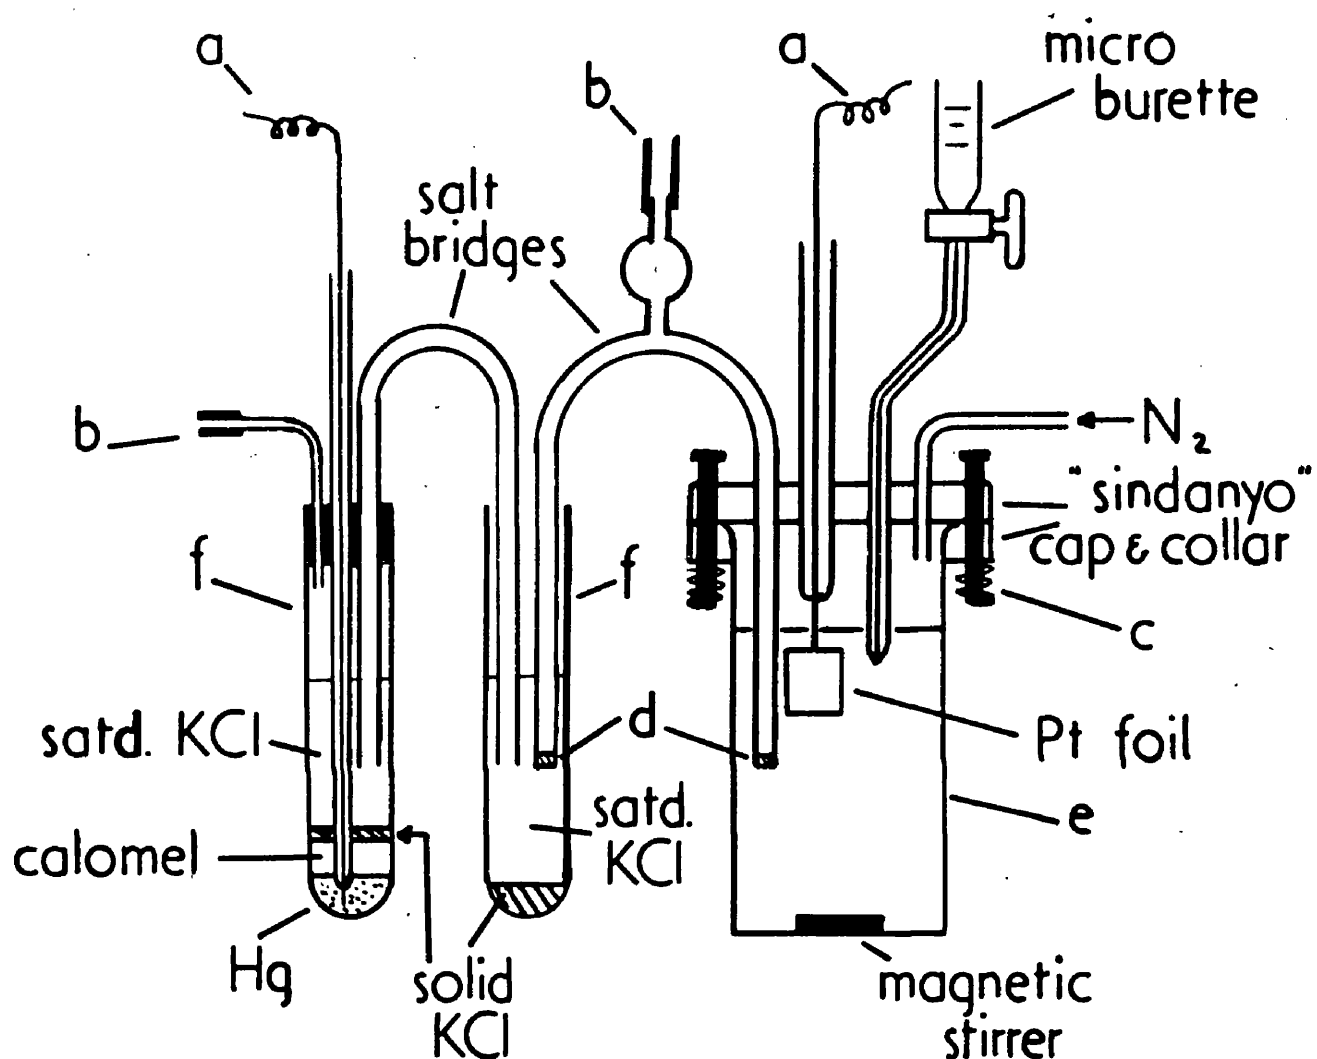 a
a
micro
burette
b
salt
bridges
b
N₂
"sindanyo"
cap & collar
f
f
c
d
Pt foil
satd. KCl
satd.
KCl
e
calomel
Hg
solid
KCl
magnetic
stirrer